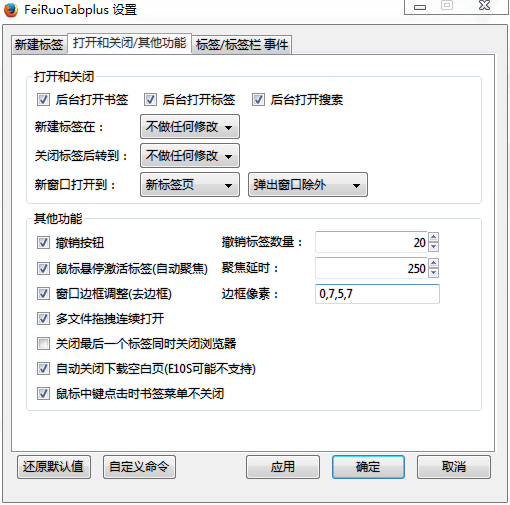 FeiRuoTabplus 设置
新建标签 打开和关闭/其他功能 标签/标签栏 事件
打开和关闭
后台打开书签 后台打开标签 后台打开搜素
新建标签在： 不做任何修改
关闭标签后转到： 不做任何修改
新窗口打开到： 新标签页 弹出窗口除外
其他功能
撤销按钮 撤销标签数量： 20
鼠标悬停激活标签(自动聚焦) 聚焦延时： 250
窗口边框调整(去边框) 边框像素： 0,7,5,7
多文件拖拽连续打开
关闭最后一个标签同时关闭浏览器
自动关闭下载空白页(E10S可能不支持)
鼠标中键点击时书签菜单不关闭
还原默认值 自定义命令 应用 确定 取消